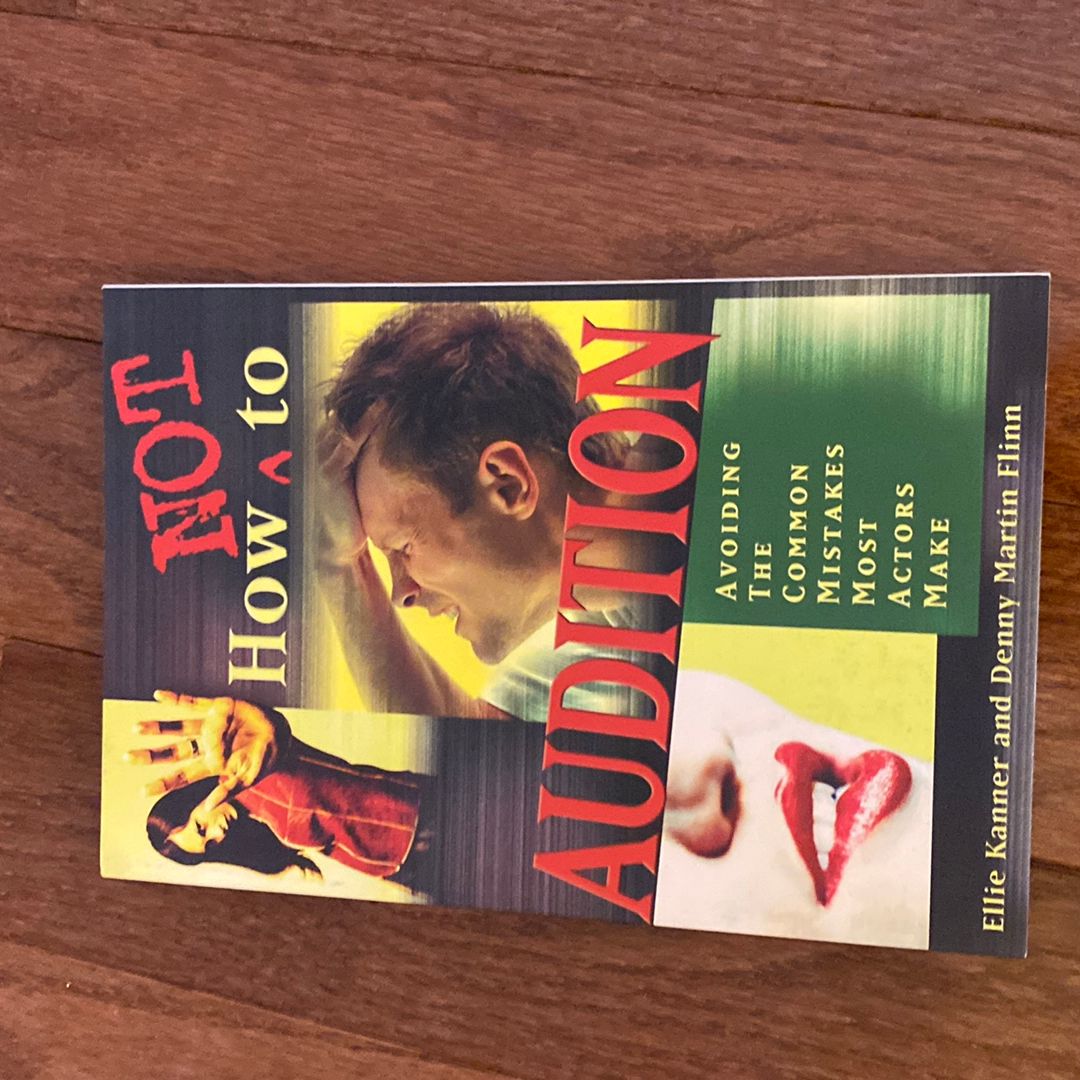 NOT
How ^ to
AUDITION
AVOIDING
THE
COMMON
MISTAKES
MOST
ACTORS
MAKE
Ellie Kanner and Denny Martin Flinn